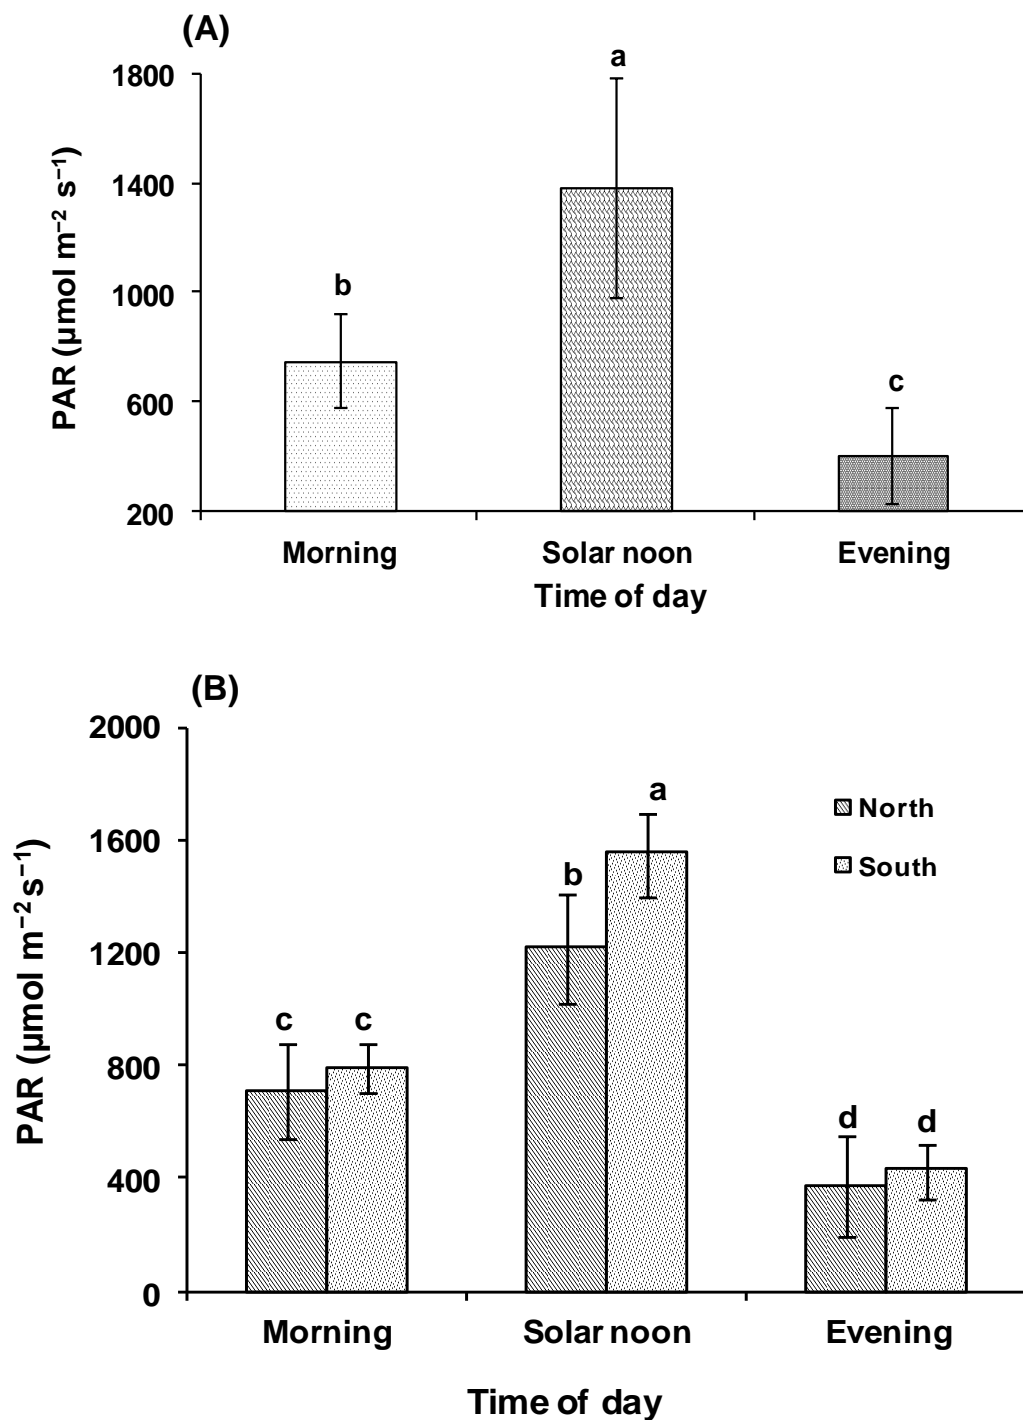 (A)
PAR (µmol m⁻² s⁻¹)
1800
1400
1000
600
200
b
a
c
Morning Solar noon Evening
Time of day
(B)
PAR (µmol m⁻² s⁻¹)
2000
1600
1200
800
400
0
c c
b a
d d
North
South
Morning Solar noon Evening
Time of day